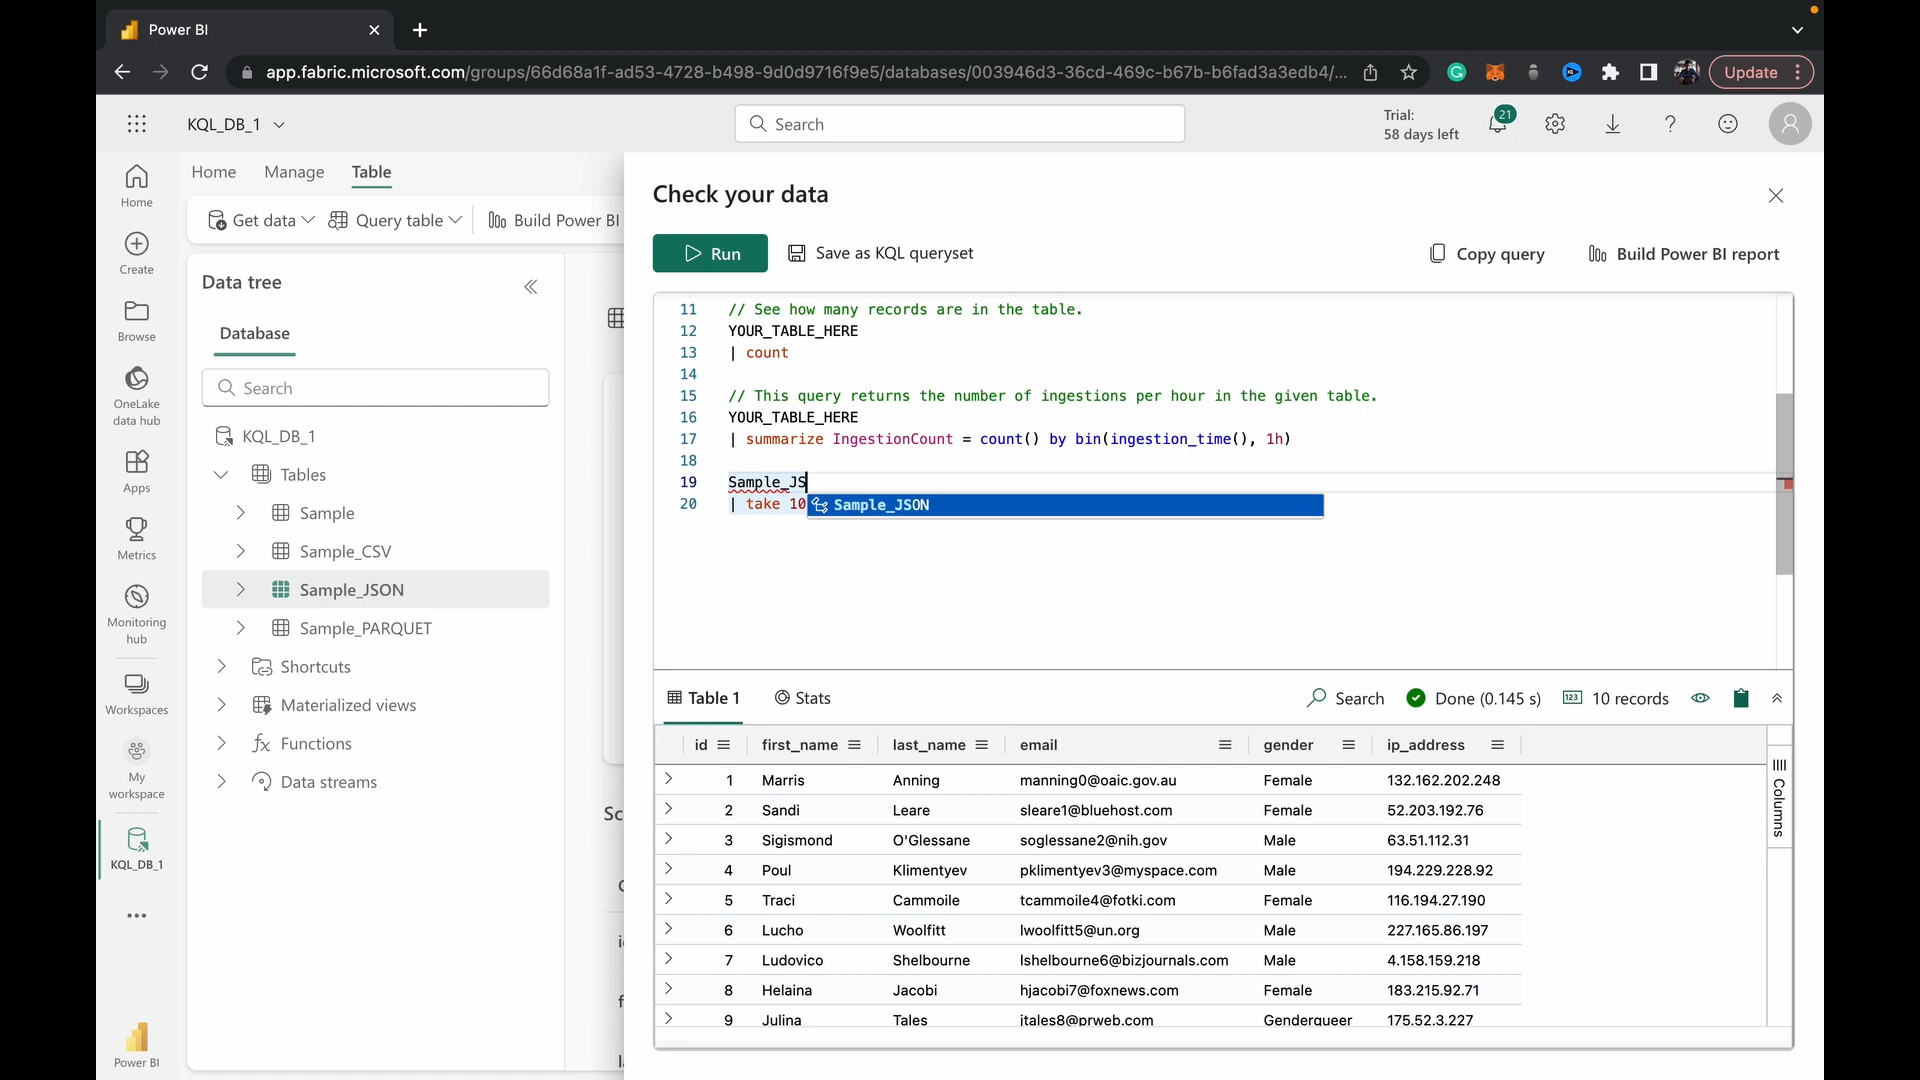 Power BI
app.fabric.microsoft.com/groups/66d68a1f-ad53-4728-b498-9d0d9716f9e5/databases/003946d3-36cd-469c-b67b-b6fad3a3edb4/...
Update
KQL_DB_1
Search
Trial:
58 days left
21
Home
Create
Browse
OneLake
data hub
Apps
Metrics
Monitoring
hub
Workspaces
My
workspace
KQL_DB_1
Power BI
Home Manage Table
Get data Query table Build Power BI
Data tree
Database
Search
KQL_DB_1
Tables
Sample
Sample_CSV
Sample_JSON
Sample_PARQUET
Shortcuts
Materialized views
Functions
Data streams
Check your data
Run Save as KQL queryset Copy query Build Power BI report
11 // See how many records are in the table.
12 YOUR_TABLE_HERE
13 | count
14
15 // This query returns the number of ingestions per hour in the given table.
16 YOUR_TABLE_HERE
17 | summarize IngestionCount = count() by bin(ingestion_time(), 1h)
18
19 Sample_JS
20 | take 10
Sample_JSON
Table 1 Stats Search Done (0.145 s) 123 10 records
id first_name last_name email gender ip_address
1 Marris Anning manning0@oaic.gov.au Female 132.162.202.248
2 Sandi Leare sleare1@bluehost.com Female 52.203.192.76
3 Sigismond O'Glessane soglessane2@nih.gov Male 63.51.112.31
4 Poul Klimentyev pklimentyev3@myspace.com Male 194.229.228.92
5 Traci Cammoile tcammoile4@fotki.com Female 116.194.27.190
6 Lucho Woolfitt lwoolfitt5@un.org Male 227.165.86.197
7 Ludovico Shelbourne lshelbourne6@bizjournals.com Male 4.158.159.218
8 Helaina Jacobi hjacobi7@foxnews.com Female 183.215.92.71
9 Julina Tales jtales8@prweb.com Genderqueer 175.52.3.227
Columns